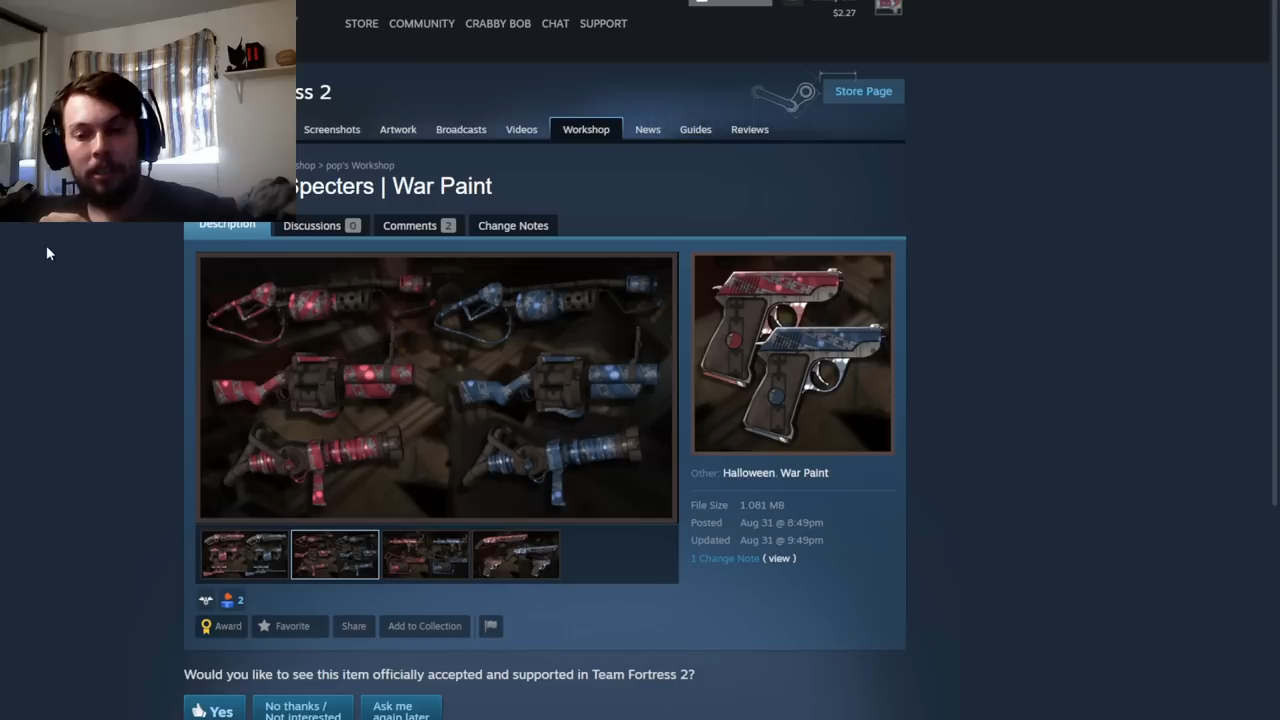 $2.27
STORE COMMUNITY CRABBY BOB CHAT SUPPORT
ss 2
Store Page
Screenshots Artwork Broadcasts Videos Workshop News Guides Reviews
shop > pop's Workshop
Specters | War Paint
Description Discussions 0 Comments 2 Change Notes
Other: Halloween, War Paint
File Size 1.081 MB
Posted Aug 31 @ 8:49pm
Updated Aug 31 @ 9:49pm
1 Change Note ( view )
2
Award Favorite Share Add to Collection
Would you like to see this item officially accepted and supported in Team Fortress 2?
Yes
No thanks /
Not interested
Ask me
again later